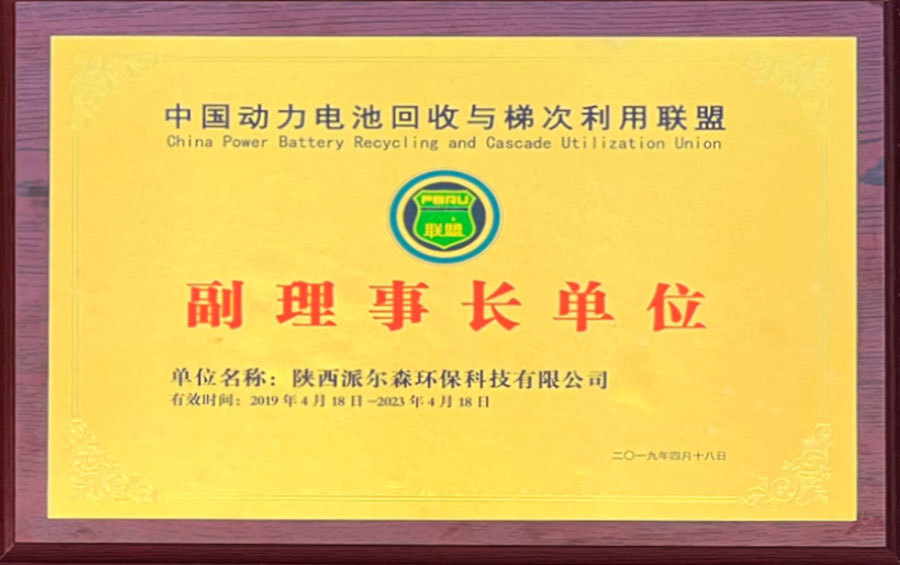 中国动力电池回收与梯次利用联盟
China Power Battery Recycling and Cascade Utilization Union
PBRU
联盟
副理事长单位
单位名称：陕西派尔森环保科技有限公司
有效时间：2019年4月18日-2023年4月18日
二〇一九年四月十八日